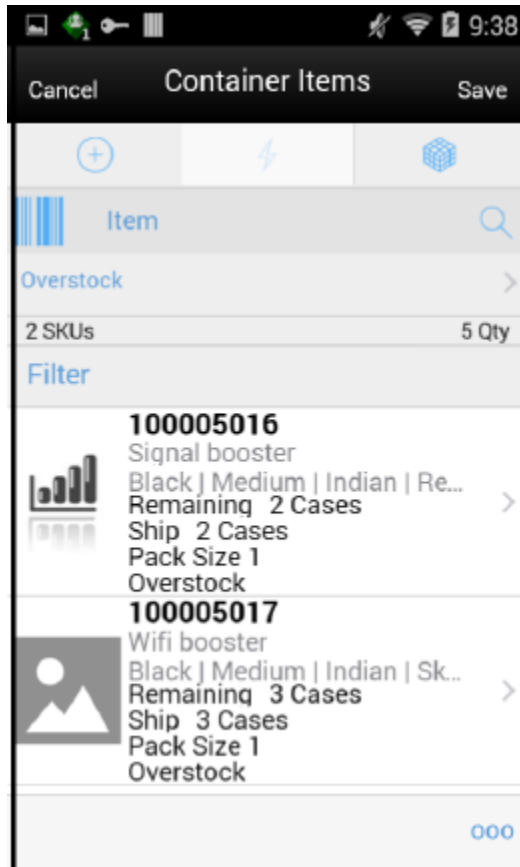 1
9:38
Cancel Container Items Save
Item
Overstock
2 SKUs 5 Qty
Filter
100005016
Signal booster
Black | Medium | Indian | Re...
Remaining 2 Cases
Ship 2 Cases
Pack Size 1
Overstock
100005017
Wifi booster
Black | Medium | Indian | Sk...
Remaining 3 Cases
Ship 3 Cases
Pack Size 1
Overstock